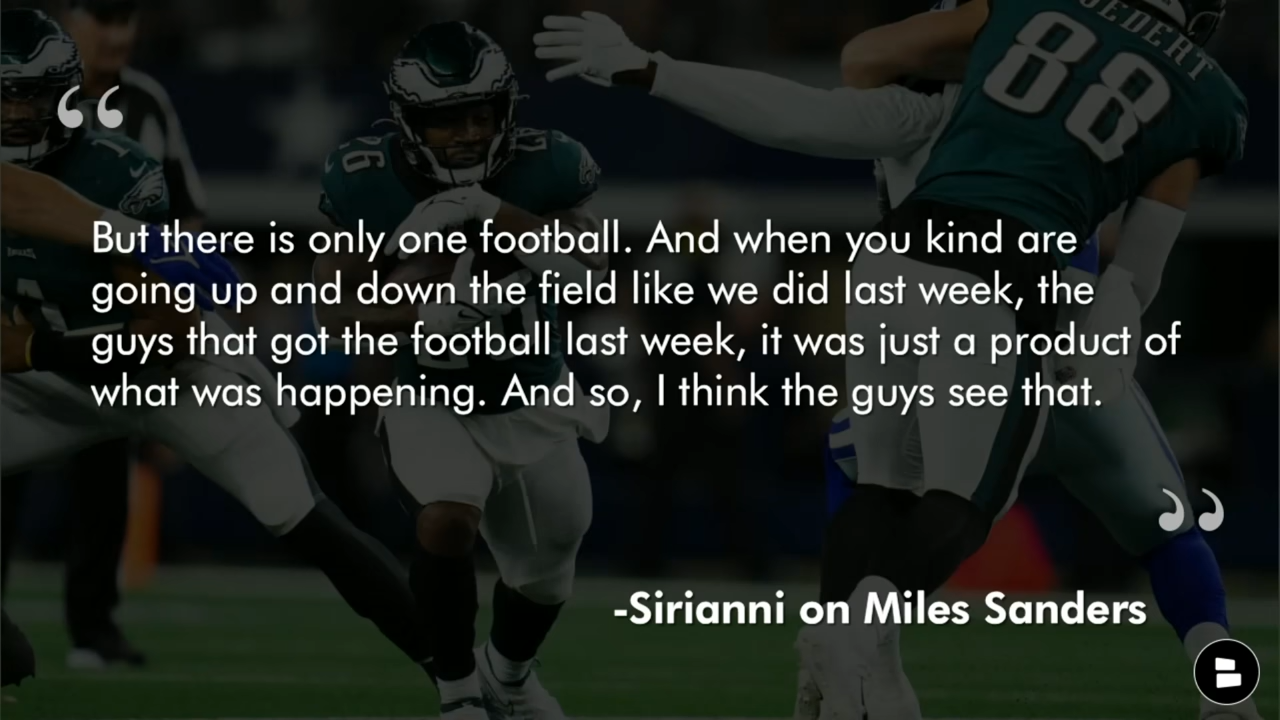 “
But there is only one football. And when you kind are
going up and down the field like we did last week, the
guys that got the football last week, it was just a product of
what was happening. And so, I think the guys see that.
”
-Sirianni on Miles Sanders
26
88